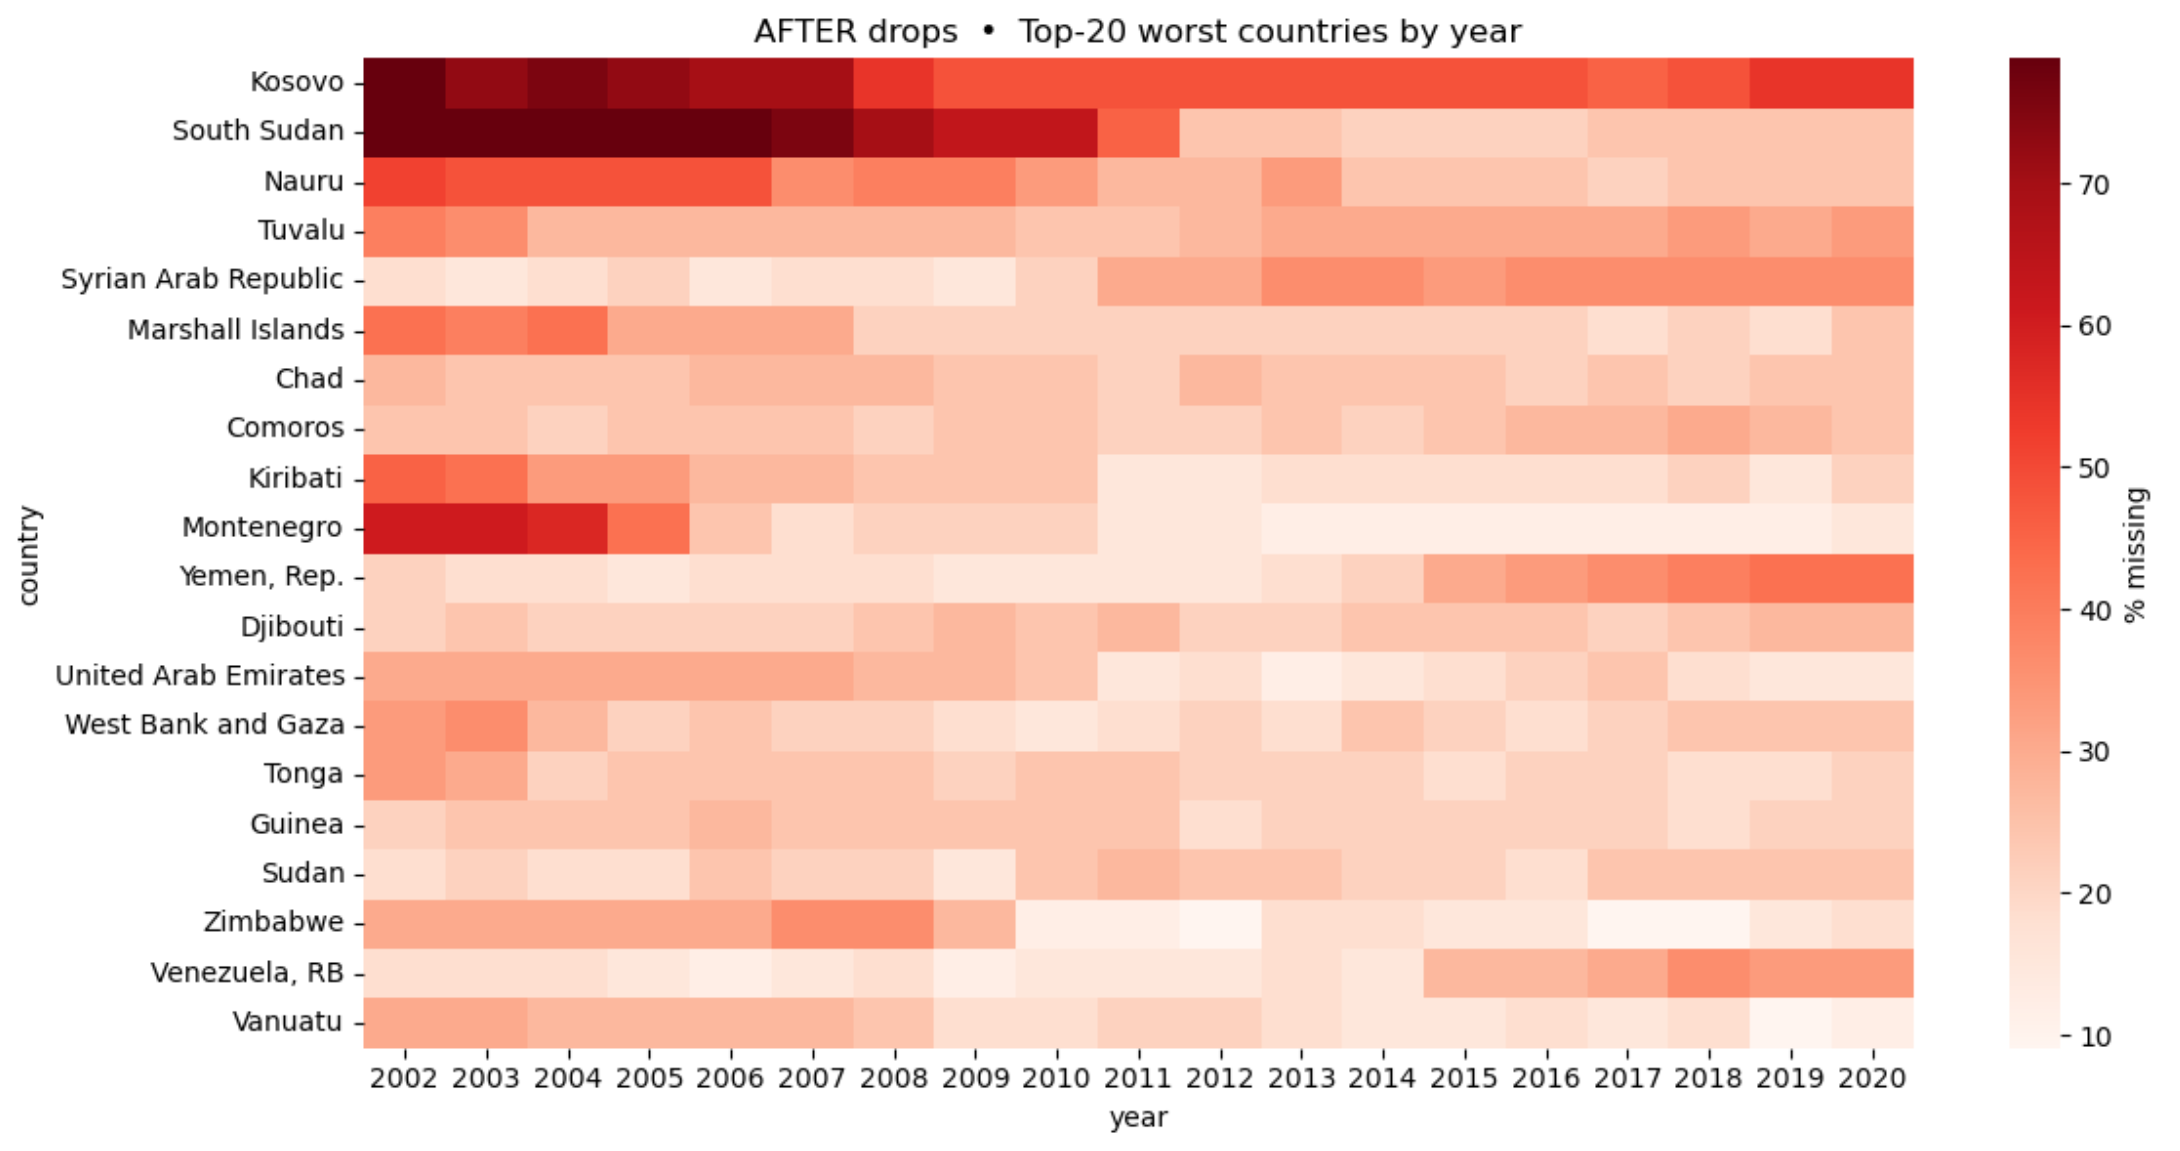 AFTER drops • Top-20 worst countries by year
Kosovo
South Sudan
Nauru
Tuvalu
Syrian Arab Republic
Marshall Islands
Chad
Comoros
Kiribati
Montenegro
Yemen, Rep.
Djibouti
United Arab Emirates
West Bank and Gaza
Tonga
Guinea
Sudan
Zimbabwe
Venezuela, RB
Vanuatu
country
2002 2003 2004 2005 2006 2007 2008 2009 2010 2011 2012 2013 2014 2015 2016 2017 2018 2019 2020
year
70
60
50
40
30
20
10
% missing